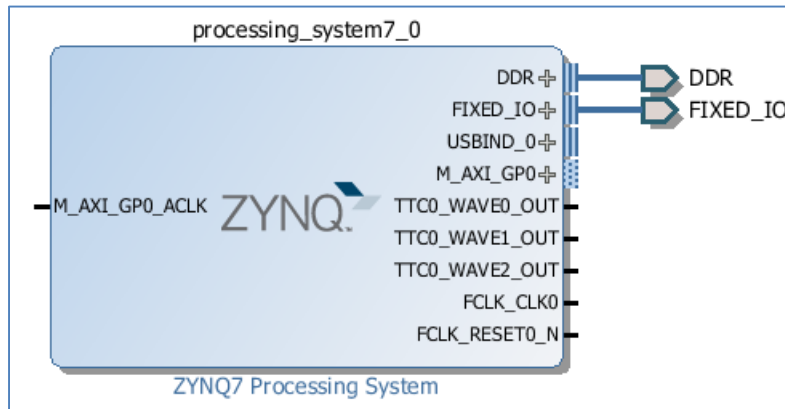 processing_system7_0
DDR
DDR
FIXED_IO
FIXED_IO
USBIND_0
M_AXI_GP0
M_AXI_GP0_ACLK
ZYNQ
TTC0_WAVE0_OUT
TTC0_WAVE1_OUT
TTC0_WAVE2_OUT
FCLK_CLK0
FCLK_RESET0_N
ZYNQ7 Processing System